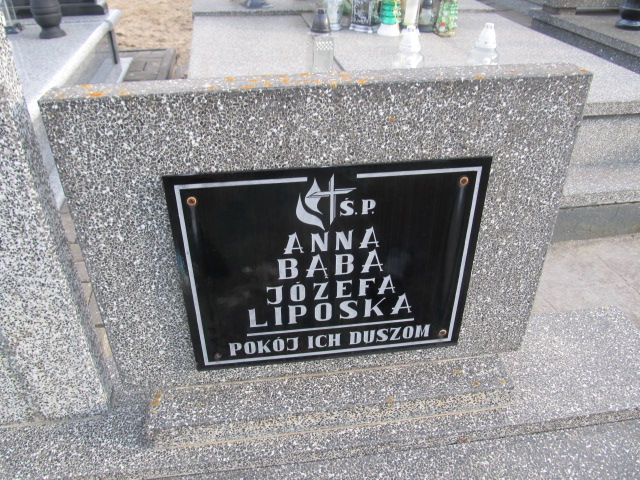 Ś.P.
ANNA
BĄBA
JÓZEFA
LIPOSKA
POKÓJ ICH DUSZOM